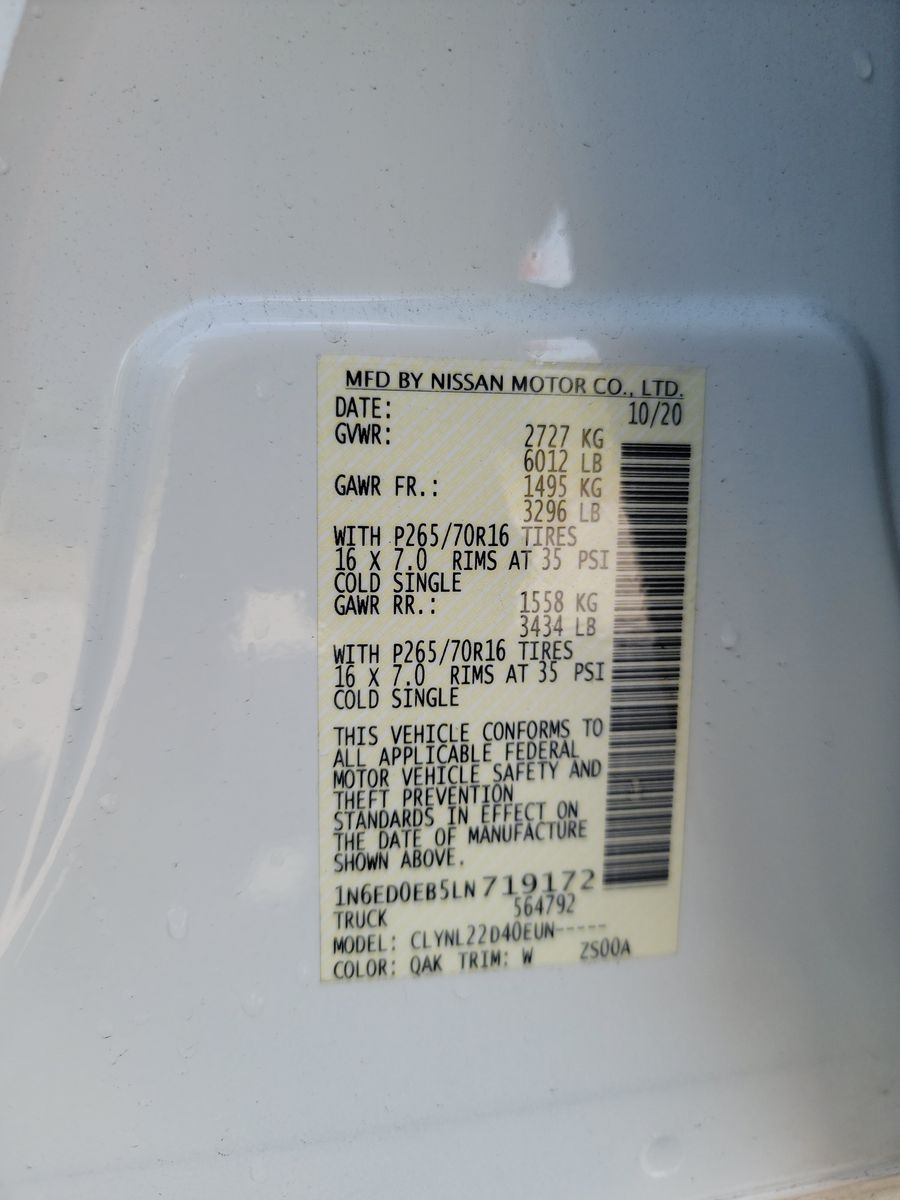 MFD BY NISSAN MOTOR CO., LTD.
DATE: 10/20
GVWR: 2727 KG
6012 LB
GAWR FR.: 1495 KG
3296 LB
WITH P265/70R16 TIRES
16 X 7.0 RIMS AT 35 PSI
COLD SINGLE
GAWR RR.: 1558 KG
3434 LB
WITH P265/70R16 TIRES
16 X 7.0 RIMS AT 35 PSI
COLD SINGLE
THIS VEHICLE CONFORMS TO
ALL APPLICABLE FEDERAL
MOTOR VEHICLE SAFETY AND
THEFT PREVENTION
STANDARDS IN EFFECT ON
THE DATE OF MANUFACTURE
SHOWN ABOVE.
1N6ED0EB5LN719172
TRUCK 564792
MODEL: CLYNL22D40EUN-----
COLOR: QAK TRIM: W ZS00A